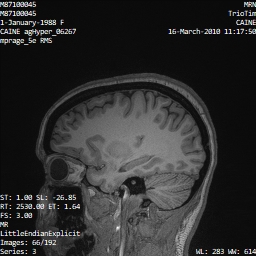 M87100045
M87100045
1-January-1988 F
CAINE agHyper_06267
mprage_5e RMS
MRN
TrioTim
CAINE
16-March-2010 11:17:50
ST: 1.00 SL: -26.85
RT: 2530.00 ET: 1.64
FS: 3.00
MR
LittleEndianExplicit
Images: 66/192
Series: 3
WL: 283 WW: 614